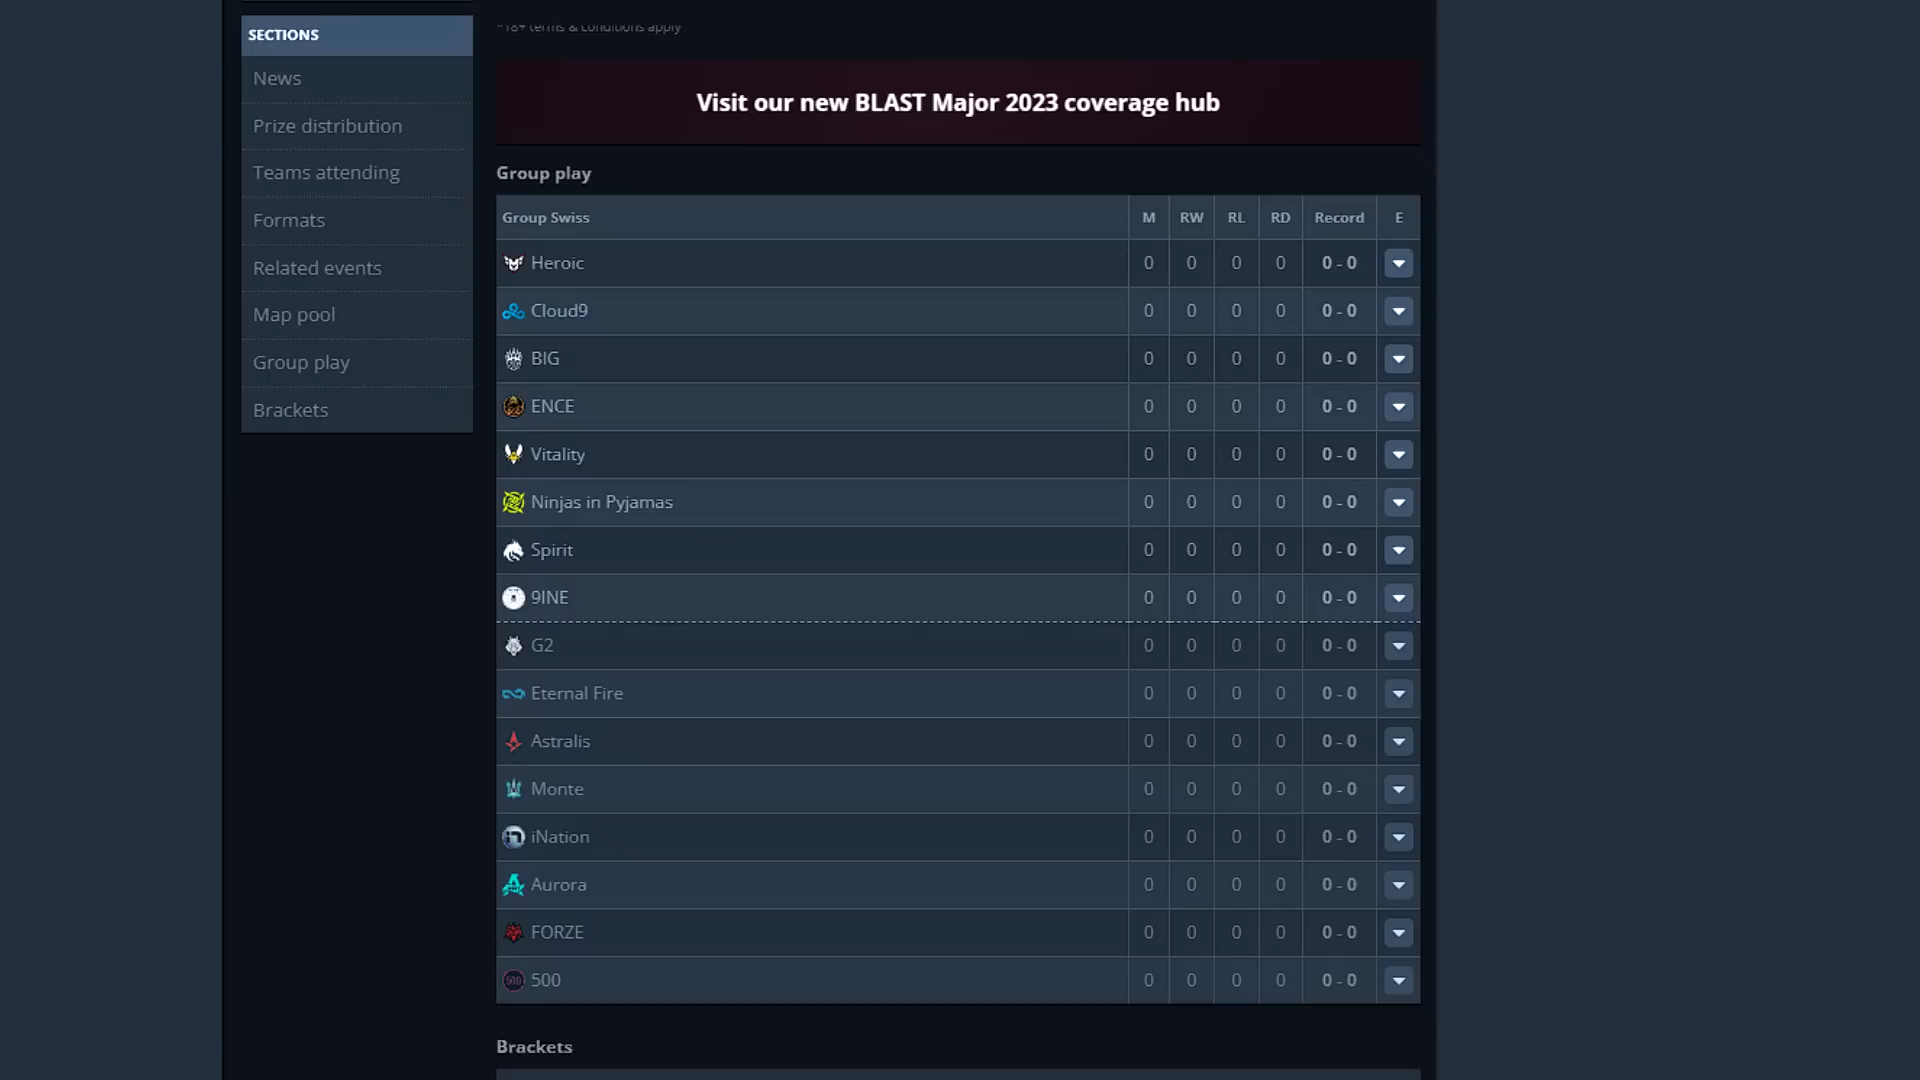 SECTIONS
News
Prize distribution
Teams attending
Formats
Related events
Map pool
Group play
Brackets
*18+ terms & conditions apply
Visit our new BLAST Major 2023 coverage hub
Group play
Group Swiss M RW RL RD Record E
Heroic 0 0 0 0 0 - 0
Cloud9 0 0 0 0 0 - 0
BIG 0 0 0 0 0 - 0
ENCE 0 0 0 0 0 - 0
Vitality 0 0 0 0 0 - 0
Ninjas in Pyjamas 0 0 0 0 0 - 0
Spirit 0 0 0 0 0 - 0
9INE 0 0 0 0 0 - 0
G2 0 0 0 0 0 - 0
Eternal Fire 0 0 0 0 0 - 0
Astralis 0 0 0 0 0 - 0
Monte 0 0 0 0 0 - 0
iNation 0 0 0 0 0 - 0
Aurora 0 0 0 0 0 - 0
FORZE 0 0 0 0 0 - 0
500 500 0 0 0 0 0 - 0
Brackets